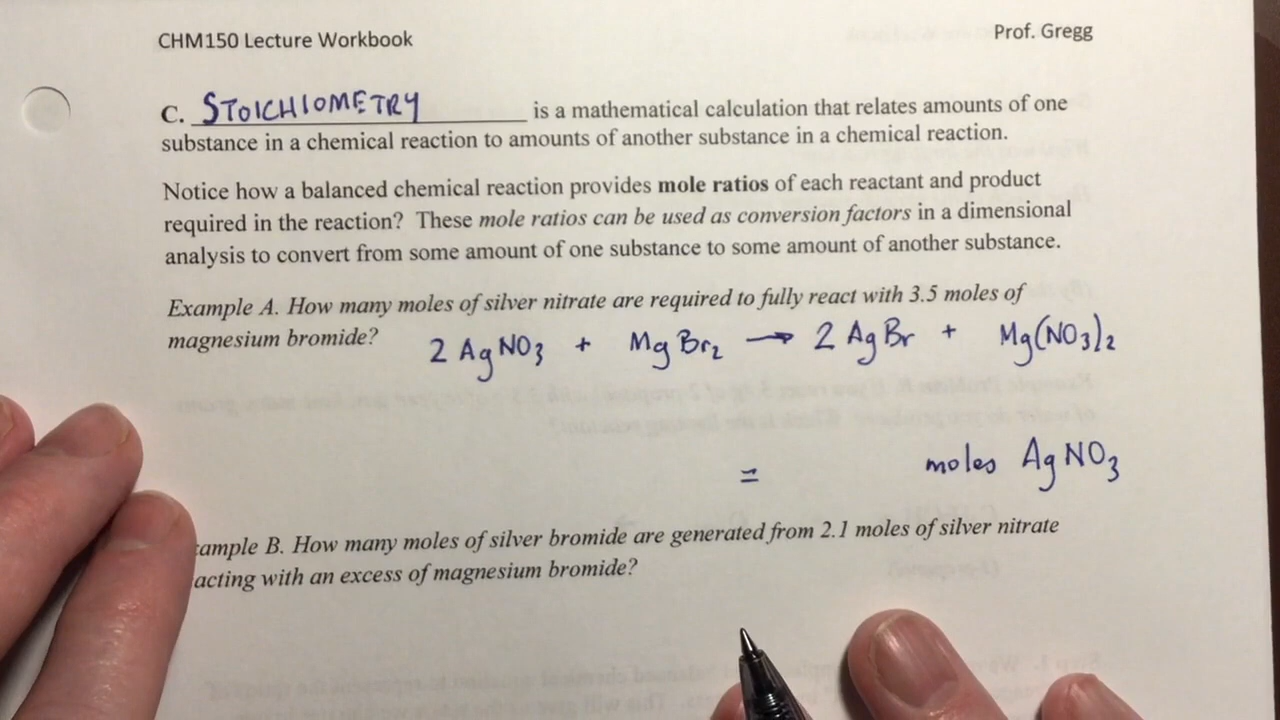 CHM150 Lecture Workbook Prof. Gregg
C. STOICHIOMETRY is a mathematical calculation that relates amounts of one
substance in a chemical reaction to amounts of another substance in a chemical reaction.
Notice how a balanced chemical reaction provides mole ratios of each reactant and product
required in the reaction? These mole ratios can be used as conversion factors in a dimensional
analysis to convert from some amount of one substance to some amount of another substance.
Example A. How many moles of silver nitrate are required to fully react with 3.5 moles of
magnesium bromide? 2 AgNO₃ + MgBr₂ → 2 AgBr + Mg(NO₃)₂
= moles AgNO₃
ample B. How many moles of silver bromide are generated from 2.1 moles of silver nitrate
acting with an excess of magnesium bromide?